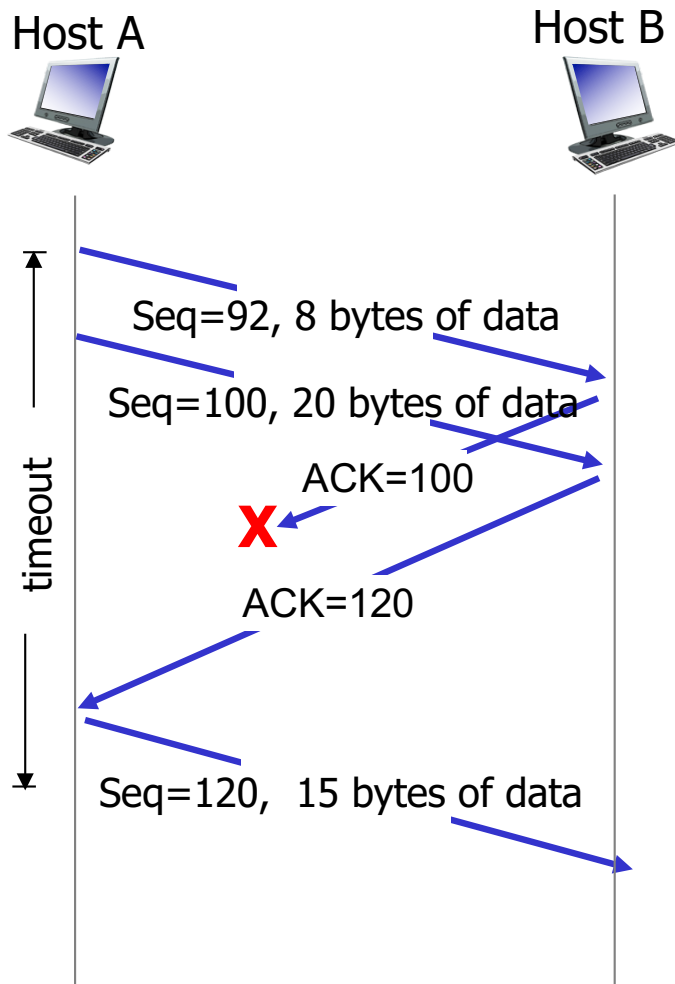 Host A
Host B
Seq=92, 8 bytes of data
Seq=100, 20 bytes of data
ACK=100
X
timeout
ACK=120
Seq=120, 15 bytes of data